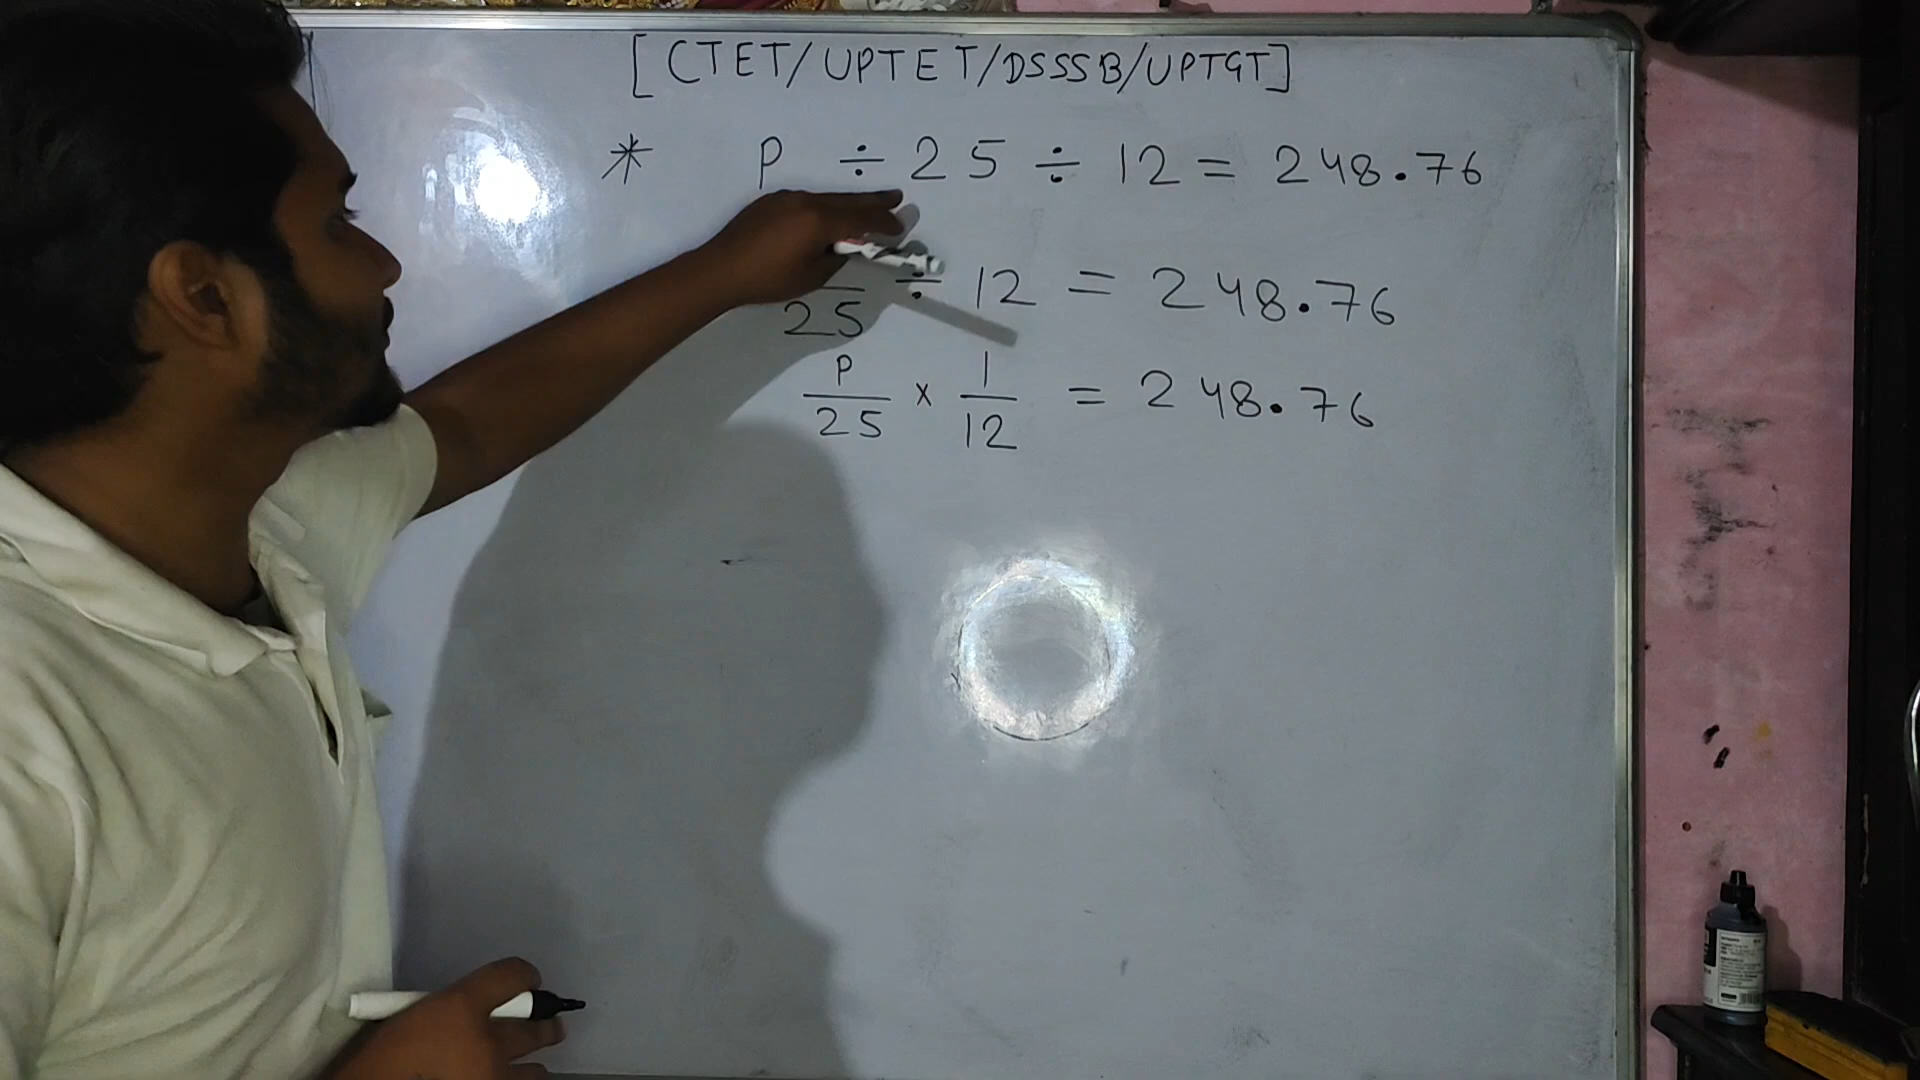 [CTET/UPTET/DSSSB/UPTGT]
* P ÷ 25 ÷ 12 = 248.76
25 ÷ 12 = 248.76
P/25 × 1/12 = 248.76